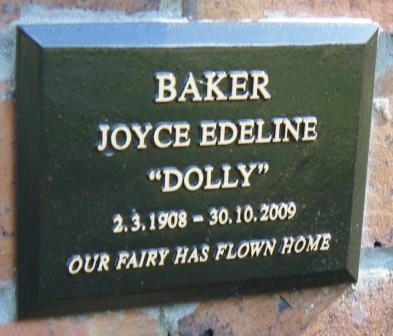 BAKER
JOYCE EDELINE
“DOLLY”
2.3.1908 – 30.10.2009
OUR FAIRY HAS FLOWN HOME